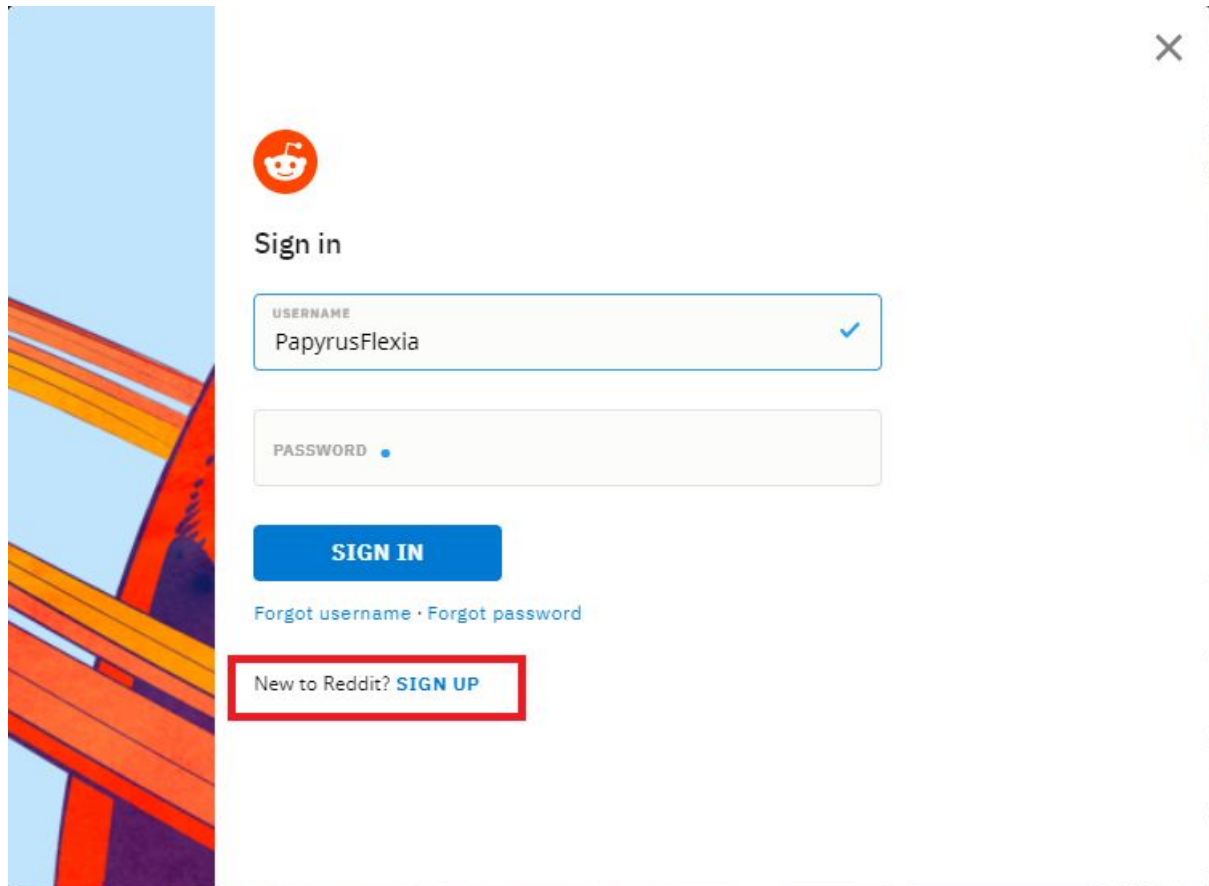 Sign in
USERNAME
PapyrusFlexia
PASSWORD
SIGN IN
Forgot username · Forgot password
New to Reddit? SIGN UP